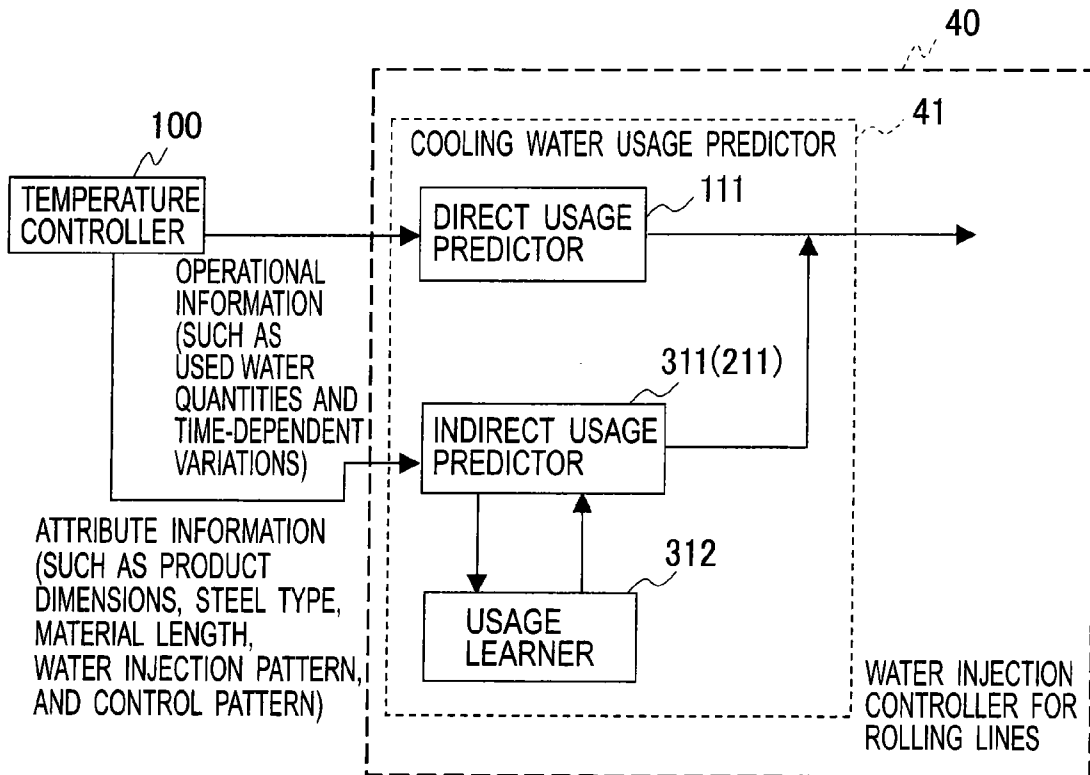 40
41
100
COOLING WATER USAGE PREDICTOR
TEMPERATURE
CONTROLLER
111
DIRECT USAGE
PREDICTOR
OPERATIONAL
INFORMATION
(SUCH AS
USED WATER
QUANTITIES AND
TIME-DEPENDENT
VARIATIONS)
311(211)
INDIRECT USAGE
PREDICTOR
ATTRIBUTE INFORMATION
(SUCH AS PRODUCT
DIMENSIONS, STEEL TYPE,
MATERIAL LENGTH,
WATER INJECTION PATTERN,
AND CONTROL PATTERN)
312
USAGE
LEARNER
WATER INJECTION
CONTROLLER FOR
ROLLING LINES